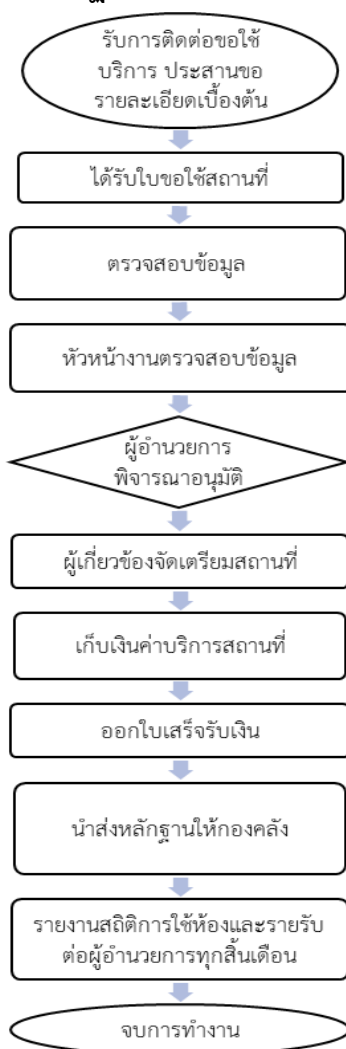 รับการติดต่อขอใช้
บริการ ประสานขอ
รายละเอียดเบื้องต้น
ได้รับใบขอใช้สถานที่
ตรวจสอบข้อมูล
หัวหน้างานตรวจสอบข้อมูล
ผู้อำนวยการ
พิจารณาอนุมัติ
ผู้เกี่ยวข้องจัดเตรียมสถานที่
เก็บเงินค่าบริการสถานที่
ออกใบเสร็จรับเงิน
นำส่งหลักฐานให้กองคลัง
รายงานสถิติการใช้ห้องและรายรับ
ต่อผู้อำนวยการทุกสิ้นเดือน
จบการทำงาน